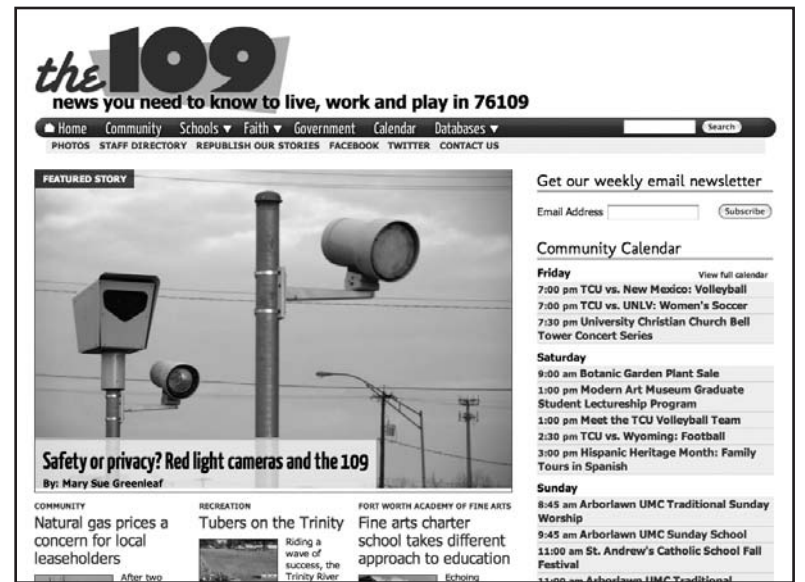 the 109
news you need to know to live, work and play in 76109
Home Community Schools ▼ Faith ▼ Government Calendar Databases ▼ Search
PHOTOS STAFF DIRECTORY REPUBLISH OUR STORIES FACEBOOK TWITTER CONTACT US
FEATURED STORY
Safety or privacy? Red light cameras and the 109
By: Mary Sue Greenleaf
COMMUNITY
Natural gas prices a
concern for local
leaseholders
After two
RECREATION
Tubers on the Trinity
Riding a
wave of
success, the
Trinity River
FORT WORTH ACADEMY OF FINE ARTS
Fine arts charter
school takes different
approach to education
Echoing
Get our weekly email newsletter
Email Address Subscribe
Community Calendar
Friday View full calendar
7:00 pm TCU vs. New Mexico: Volleyball
7:00 pm TCU vs. UNLV: Women's Soccer
7:30 pm University Christian Church Bell
Tower Concert Series
Saturday
9:00 am Botanic Garden Plant Sale
1:00 pm Modern Art Museum Graduate
Student Lectureship Program
1:00 pm Meet the TCU Volleyball Team
2:30 pm TCU vs. Wyoming: Football
3:00 pm Hispanic Heritage Month: Family
Tours in Spanish
Sunday
8:45 am Arborlawn UMC Traditional Sunday
Worship
9:45 am Arborlawn UMC Sunday School
11:00 am St. Andrew's Catholic School Fall
Festival
11:00 am Arborlawn UMC Traditional